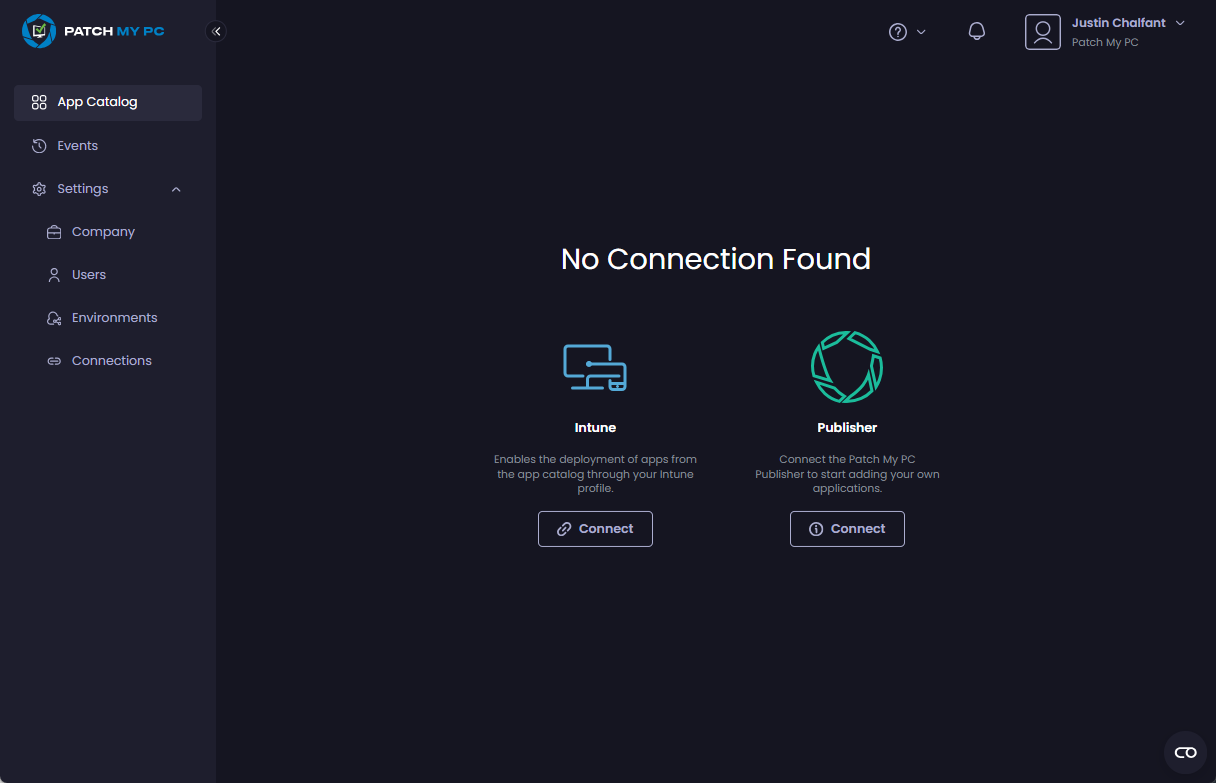 PATCH MY PC
Justin Chalfant
Patch My PC
App Catalog
Events
Settings
Company
Users
Environments
Connections
No Connection Found
Intune
Enables the deployment of apps from
the app catalog through your Intune
profile.
Connect
Publisher
Connect the Patch My PC
Publisher to start adding your own
applications.
Connect